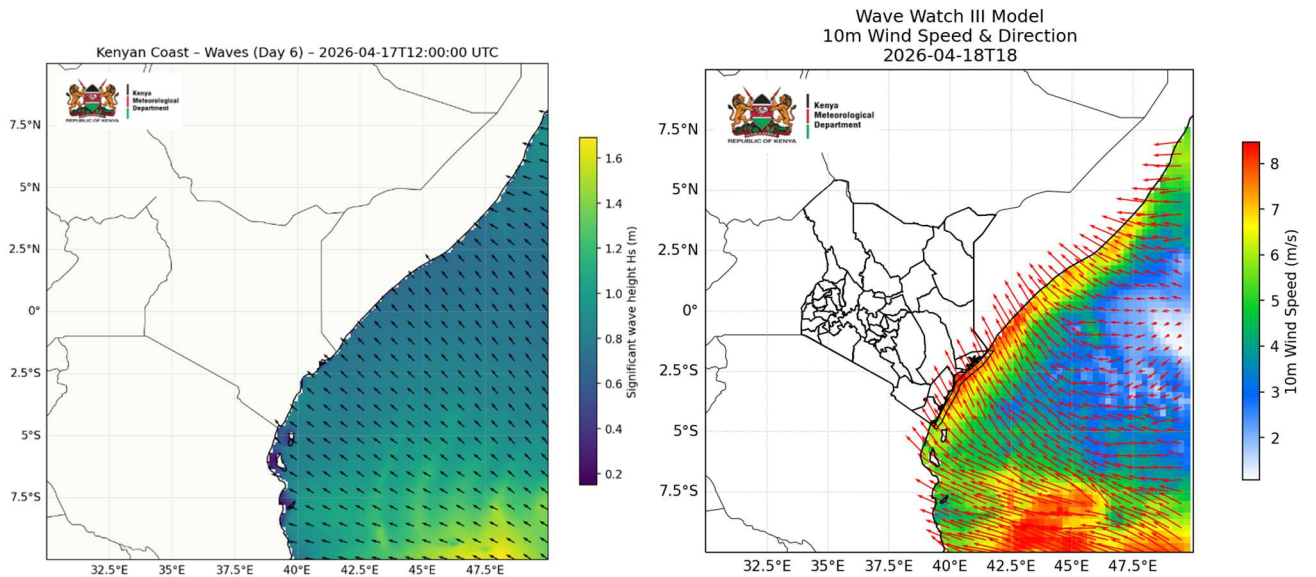 Kenyan Coast – Waves (Day 6) – 2026-04-17T12:00:00 UTC
Kenya
Meteorological
Department
REPUBLIC OF KENYA
7.5°N
5°N
2.5°N
0°
2.5°S
5°S
7.5°S
32.5°E 35°E 37.5°E 40°E 42.5°E 45°E 47.5°E
1.6
1.4
1.2
1.0
0.8
0.6
0.4
0.2
Significant wave height Hs (m)
Wave Watch III Model
10m Wind Speed & Direction
2026-04-18T18
Kenya
Meteorological
Department
REPUBLIC OF KENYA
7.5°N
5°N
2.5°N
0°
2.5°S
5°S
7.5°S
32.5°E 35°E 37.5°E 40°E 42.5°E 45°E 47.5°E
8
7
6
5
4
3
2
10m Wind Speed (m/s)